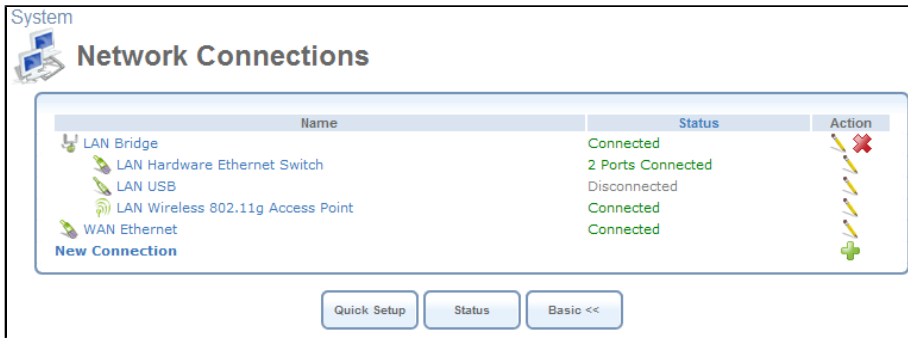 System
Network Connections
Name Status Action
LAN Bridge Connected
LAN Hardware Ethernet Switch 2 Ports Connected
LAN USB Disconnected
LAN Wireless 802.11g Access Point Connected
WAN Ethernet Connected
New Connection
Quick Setup Status Basic <<